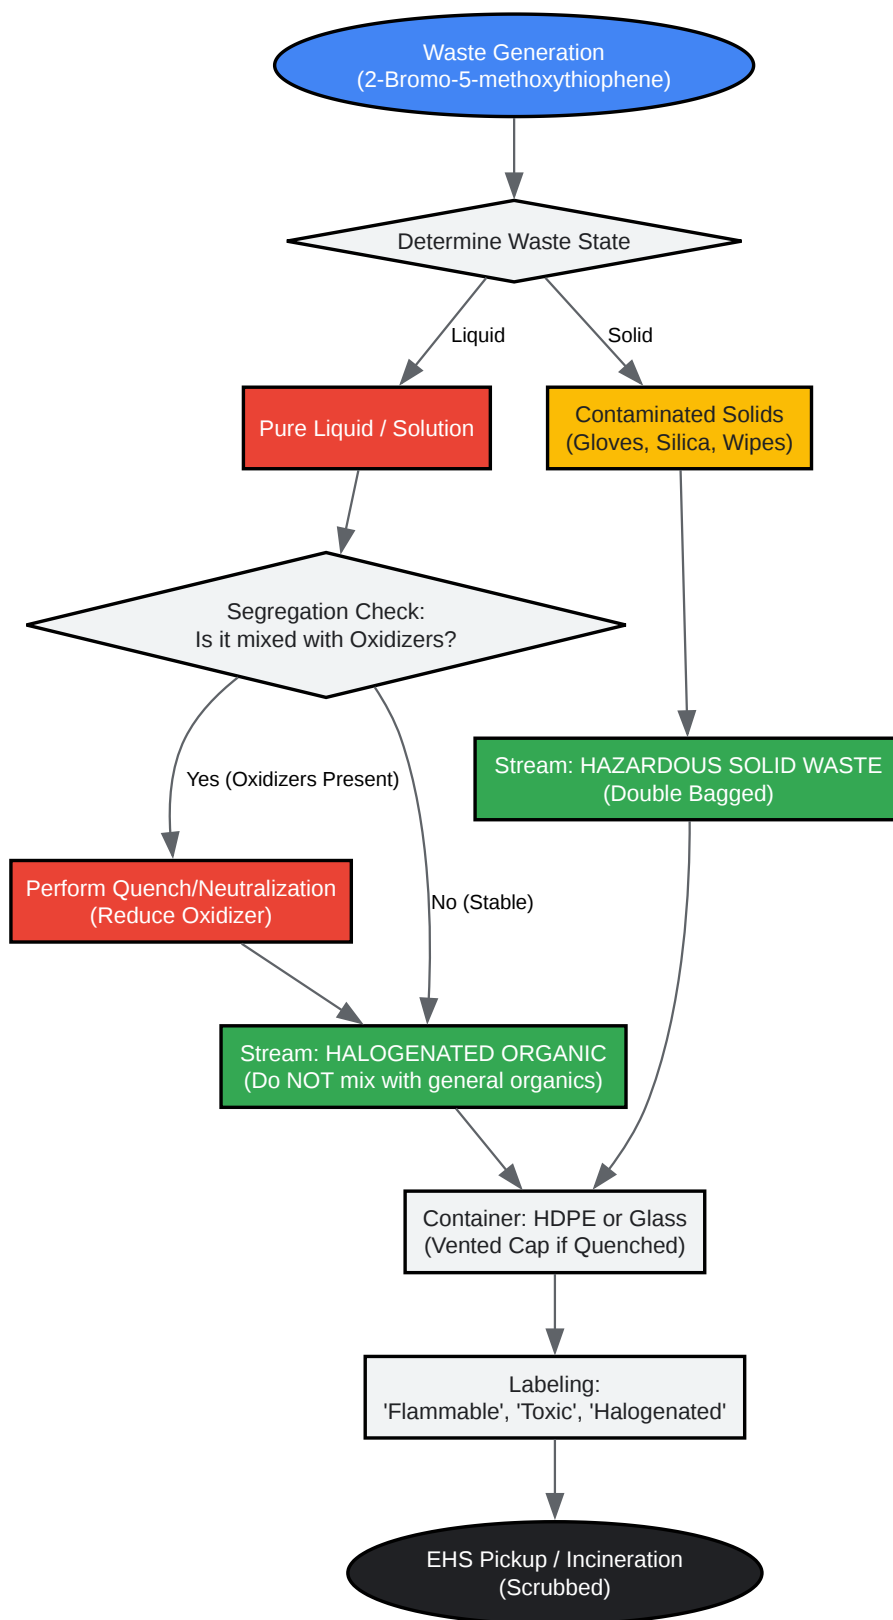 Waste Generation
(2-Bromo-5-methoxythiophene)
Determine Waste State
Liquid
Solid
Pure Liquid / Solution
Contaminated Solids
(Gloves, Silica, Wipes)
Segregation Check:
Is it mixed with Oxidizers?
Yes (Oxidizers Present)
Stream: HAZARDOUS SOLID WASTE
(Double Bagged)
Perform Quench/Neutralization
(Reduce Oxidizer)
No (Stable)
Stream: HALOGENATED ORGANIC
(Do NOT mix with general organics)
Container: HDPE or Glass
(Vented Cap if Quenched)
Labeling:
'Flammable', 'Toxic', 'Halogenated'
EHS Pickup / Incineration
(Scrubbed)